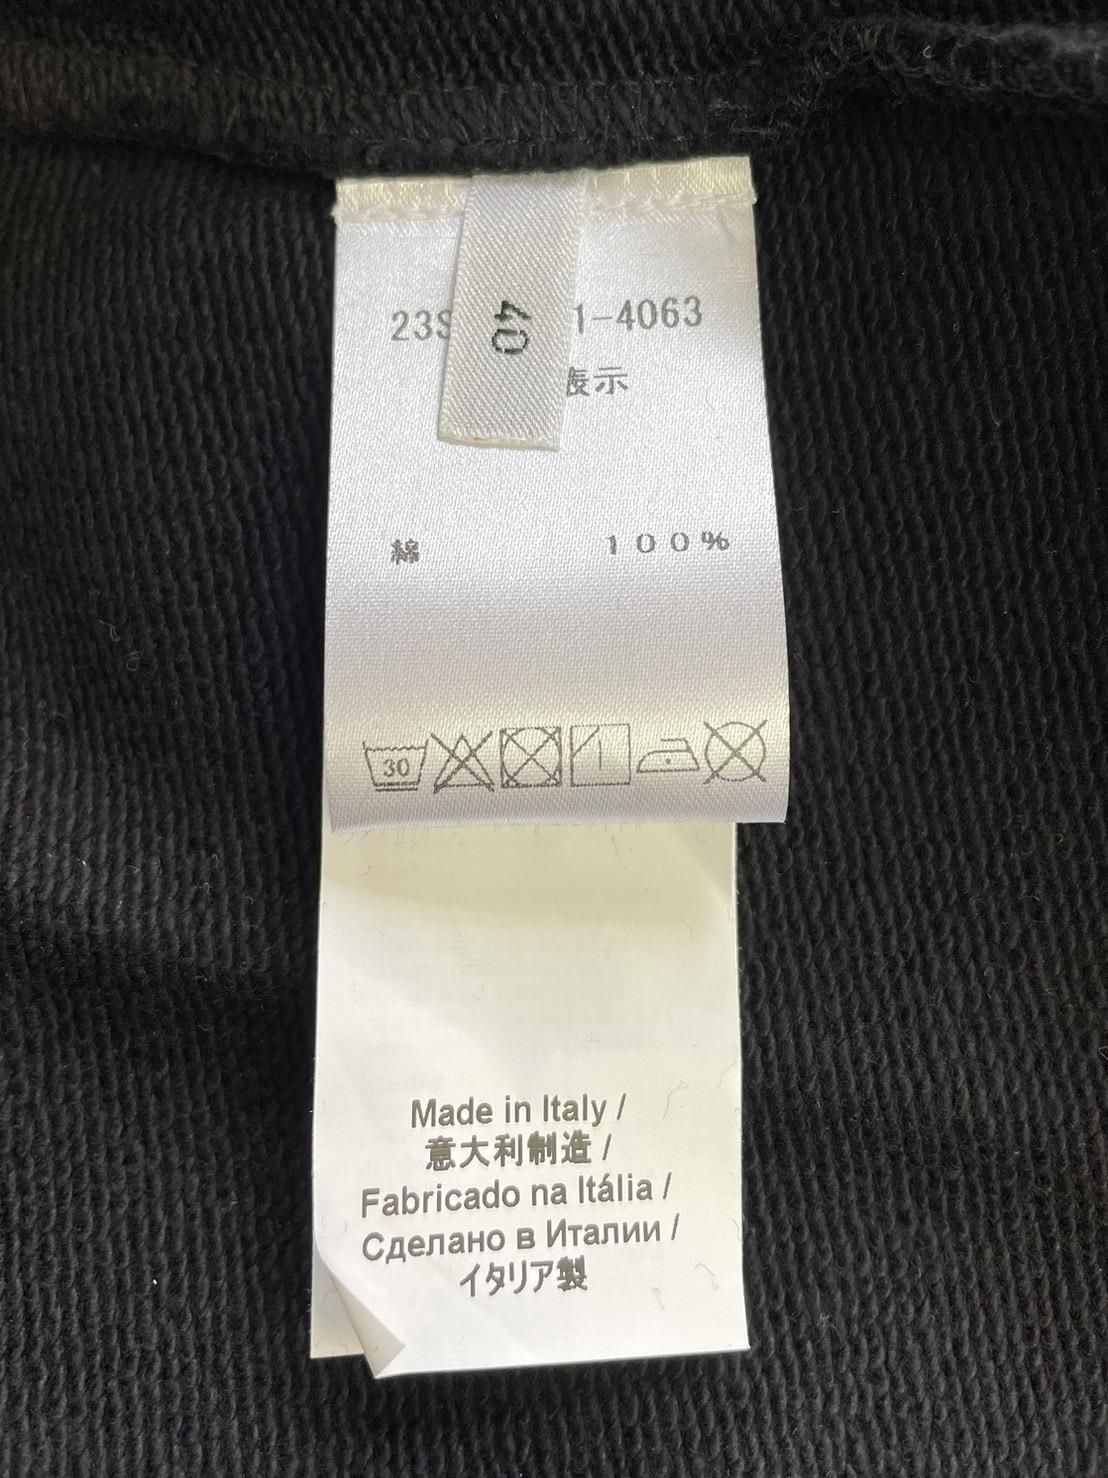 23S 1-4063
40
表示
綿 100%
30
Made in Italy /
意大利制造 /
Fabricado na Itália /
Сделано в Италии /
イタリア製